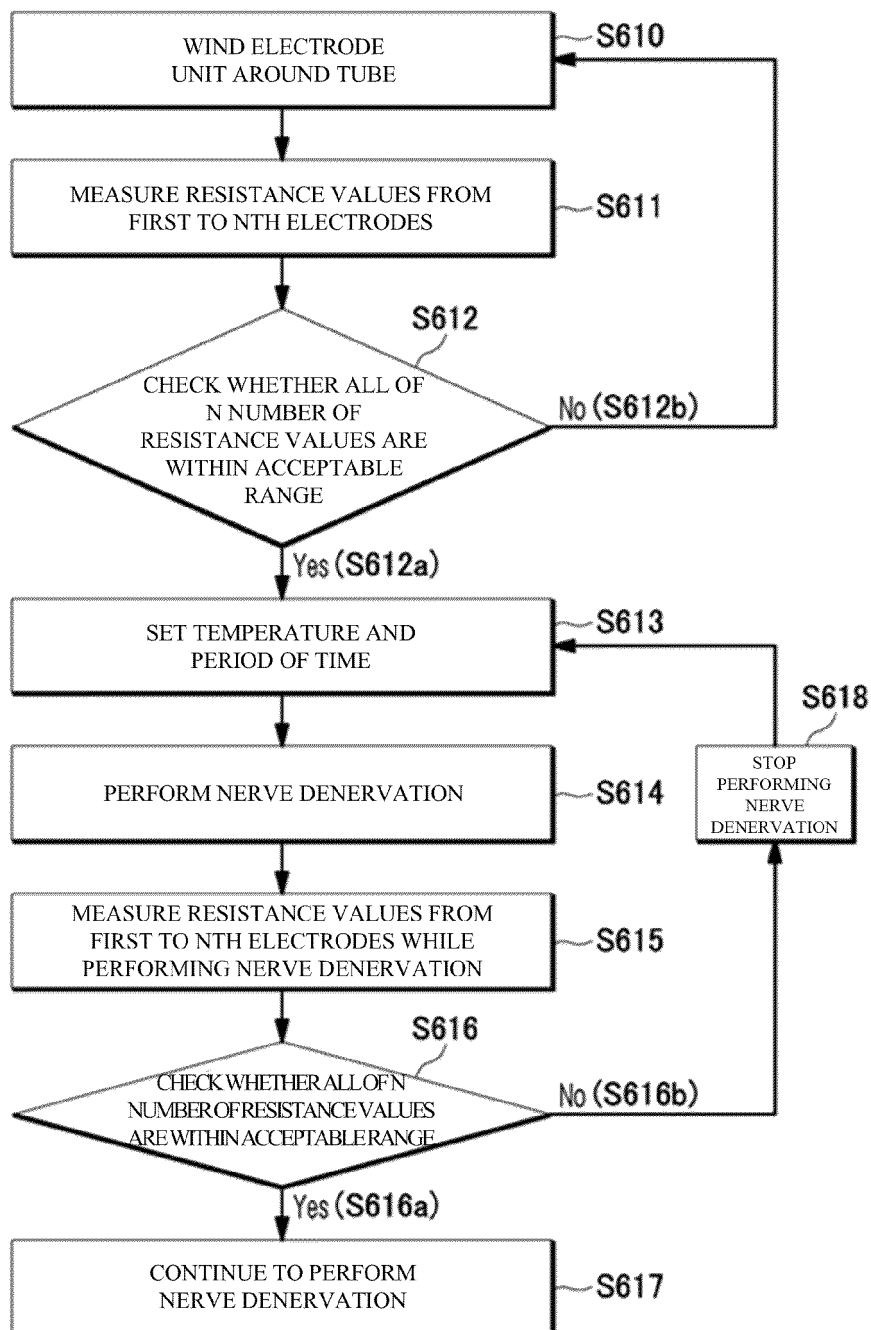 WIND ELECTRODE
UNIT AROUND TUBE
S610
MEASURE RESISTANCE VALUES FROM
FIRST TO NTH ELECTRODES
S611
S612
CHECK WHETHER ALL OF
N NUMBER OF
RESISTANCE VALUES ARE
WITHIN ACCEPTABLE
RANGE
No (S612b)
Yes (S612a)
SET TEMPERATURE AND
PERIOD OF TIME
S613
S618
STOP
PERFORMING
NERVE
DENERVATION
PERFORM NERVE DENERVATION
S614
MEASURE RESISTANCE VALUES FROM
FIRST TO NTH ELECTRODES WHILE
PERFORMING NERVE DENERVATION
S615
S616
CHECK WHETHER ALL OF N
NUMBER OF RESISTANCE VALUES
ARE WITHIN ACCEPTABLE RANGE
No (S616b)
Yes (S616a)
CONTINUE TO PERFORM
NERVE DENERVATION
S617